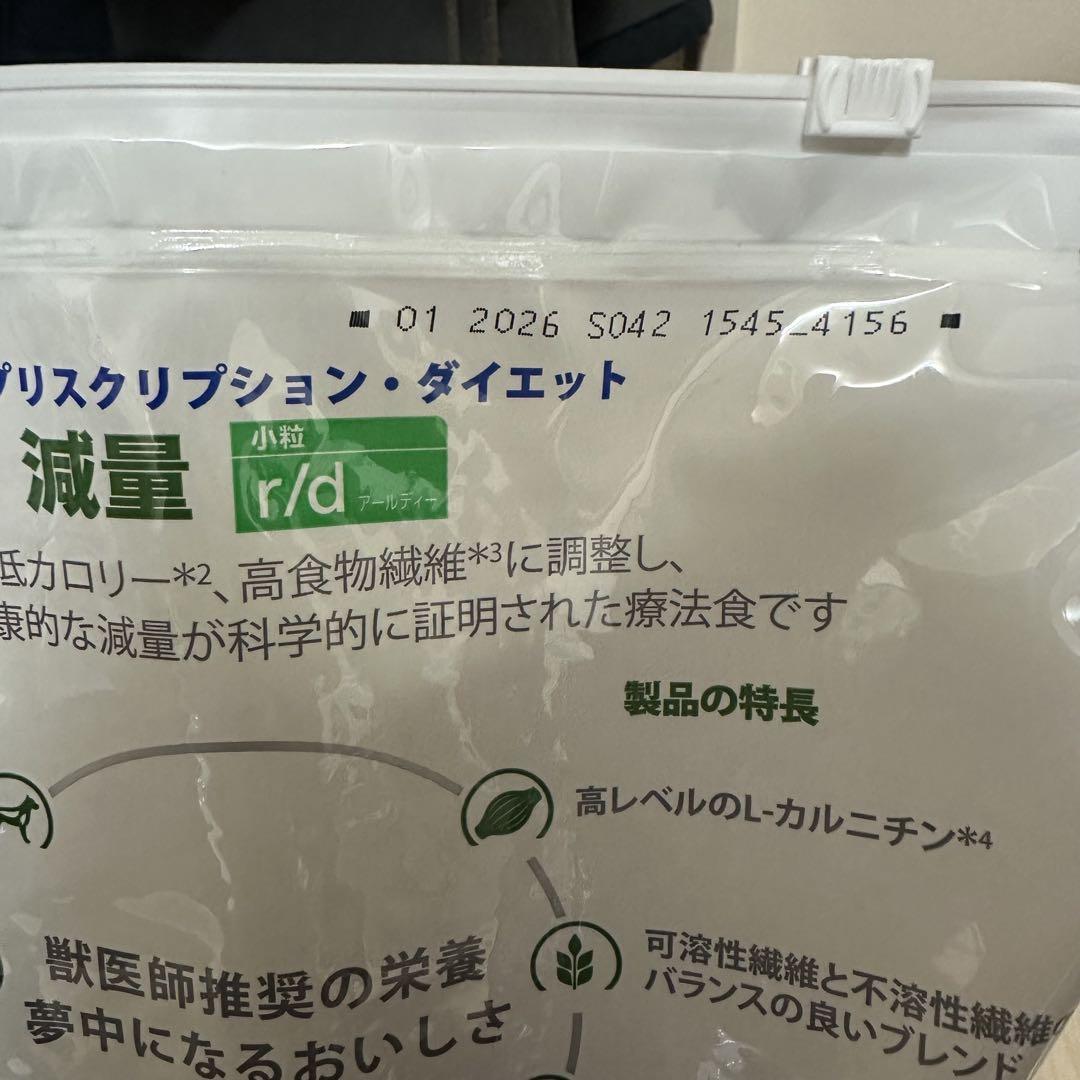 01 2026 S042 1545_4156
プリスクリプション・ダイエット
減量
小粒
r/d アールディー
低カロリー*2、高食物繊維*3に調整し、
康的な減量が科学的に証明された療法食です
製品の特長
高レベルのL-カルニチン*4
可溶性繊維と不溶性繊維の
バランスの良いブレンド
獣医師推奨の栄養
夢中になるおいしさ